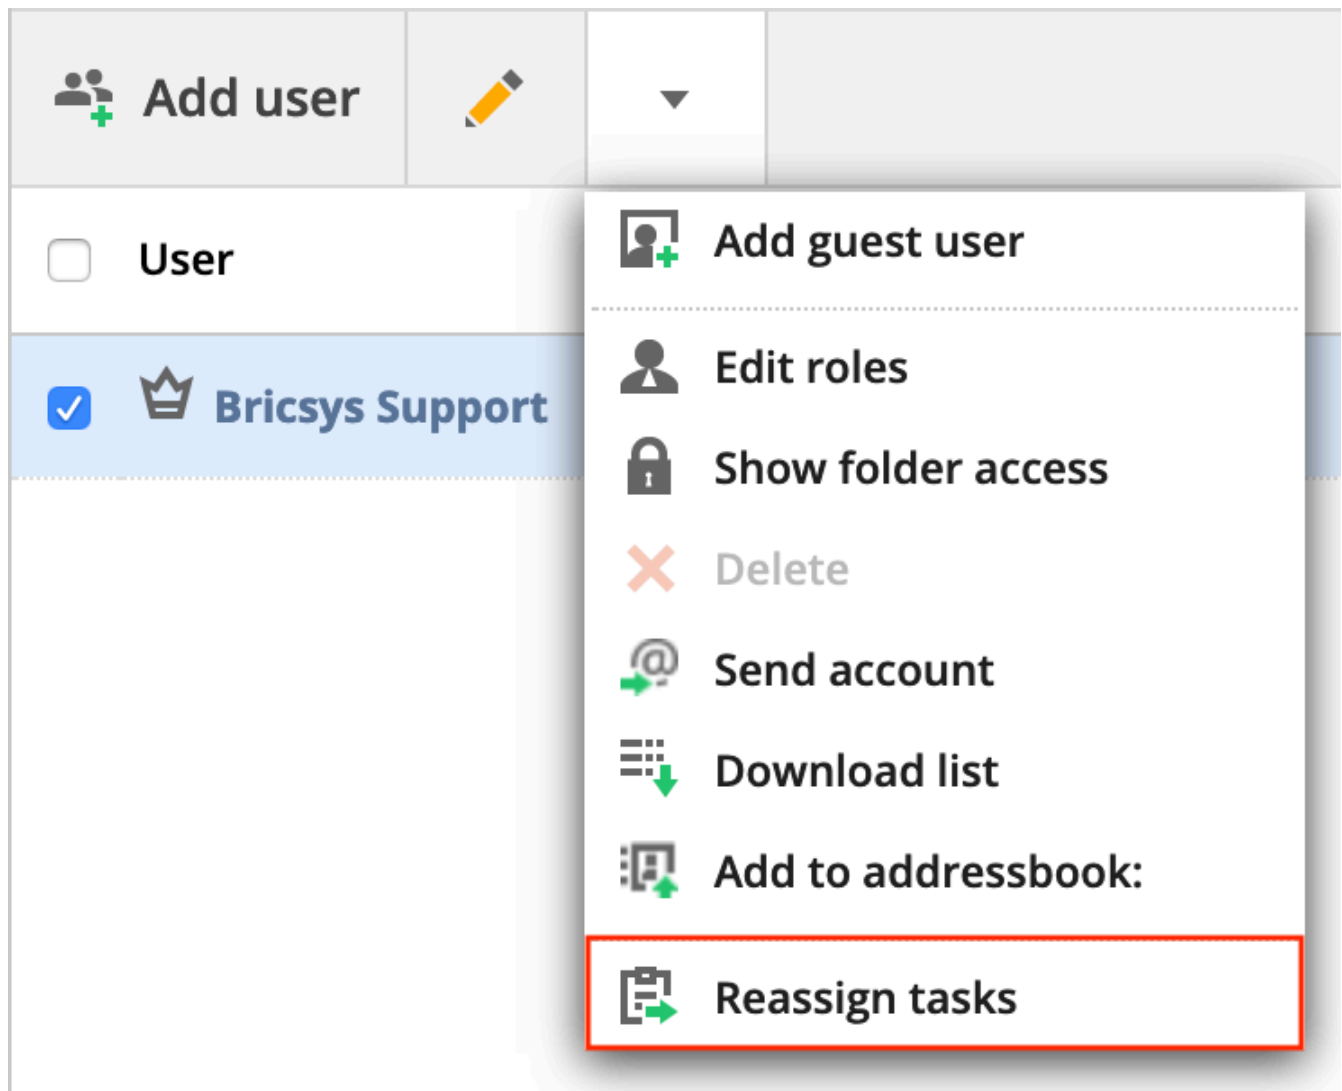 Add user
User
Bricsys Support
Add guest user
Edit roles
Show folder access
Delete
Send account
Download list
Add to addressbook:
Reassign tasks